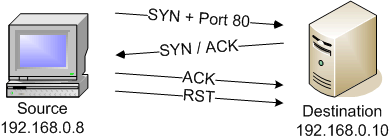 SYN + Port 80
SYN / ACK
ACK
RST
Source
192.168.0.8
Destination
192.168.0.10